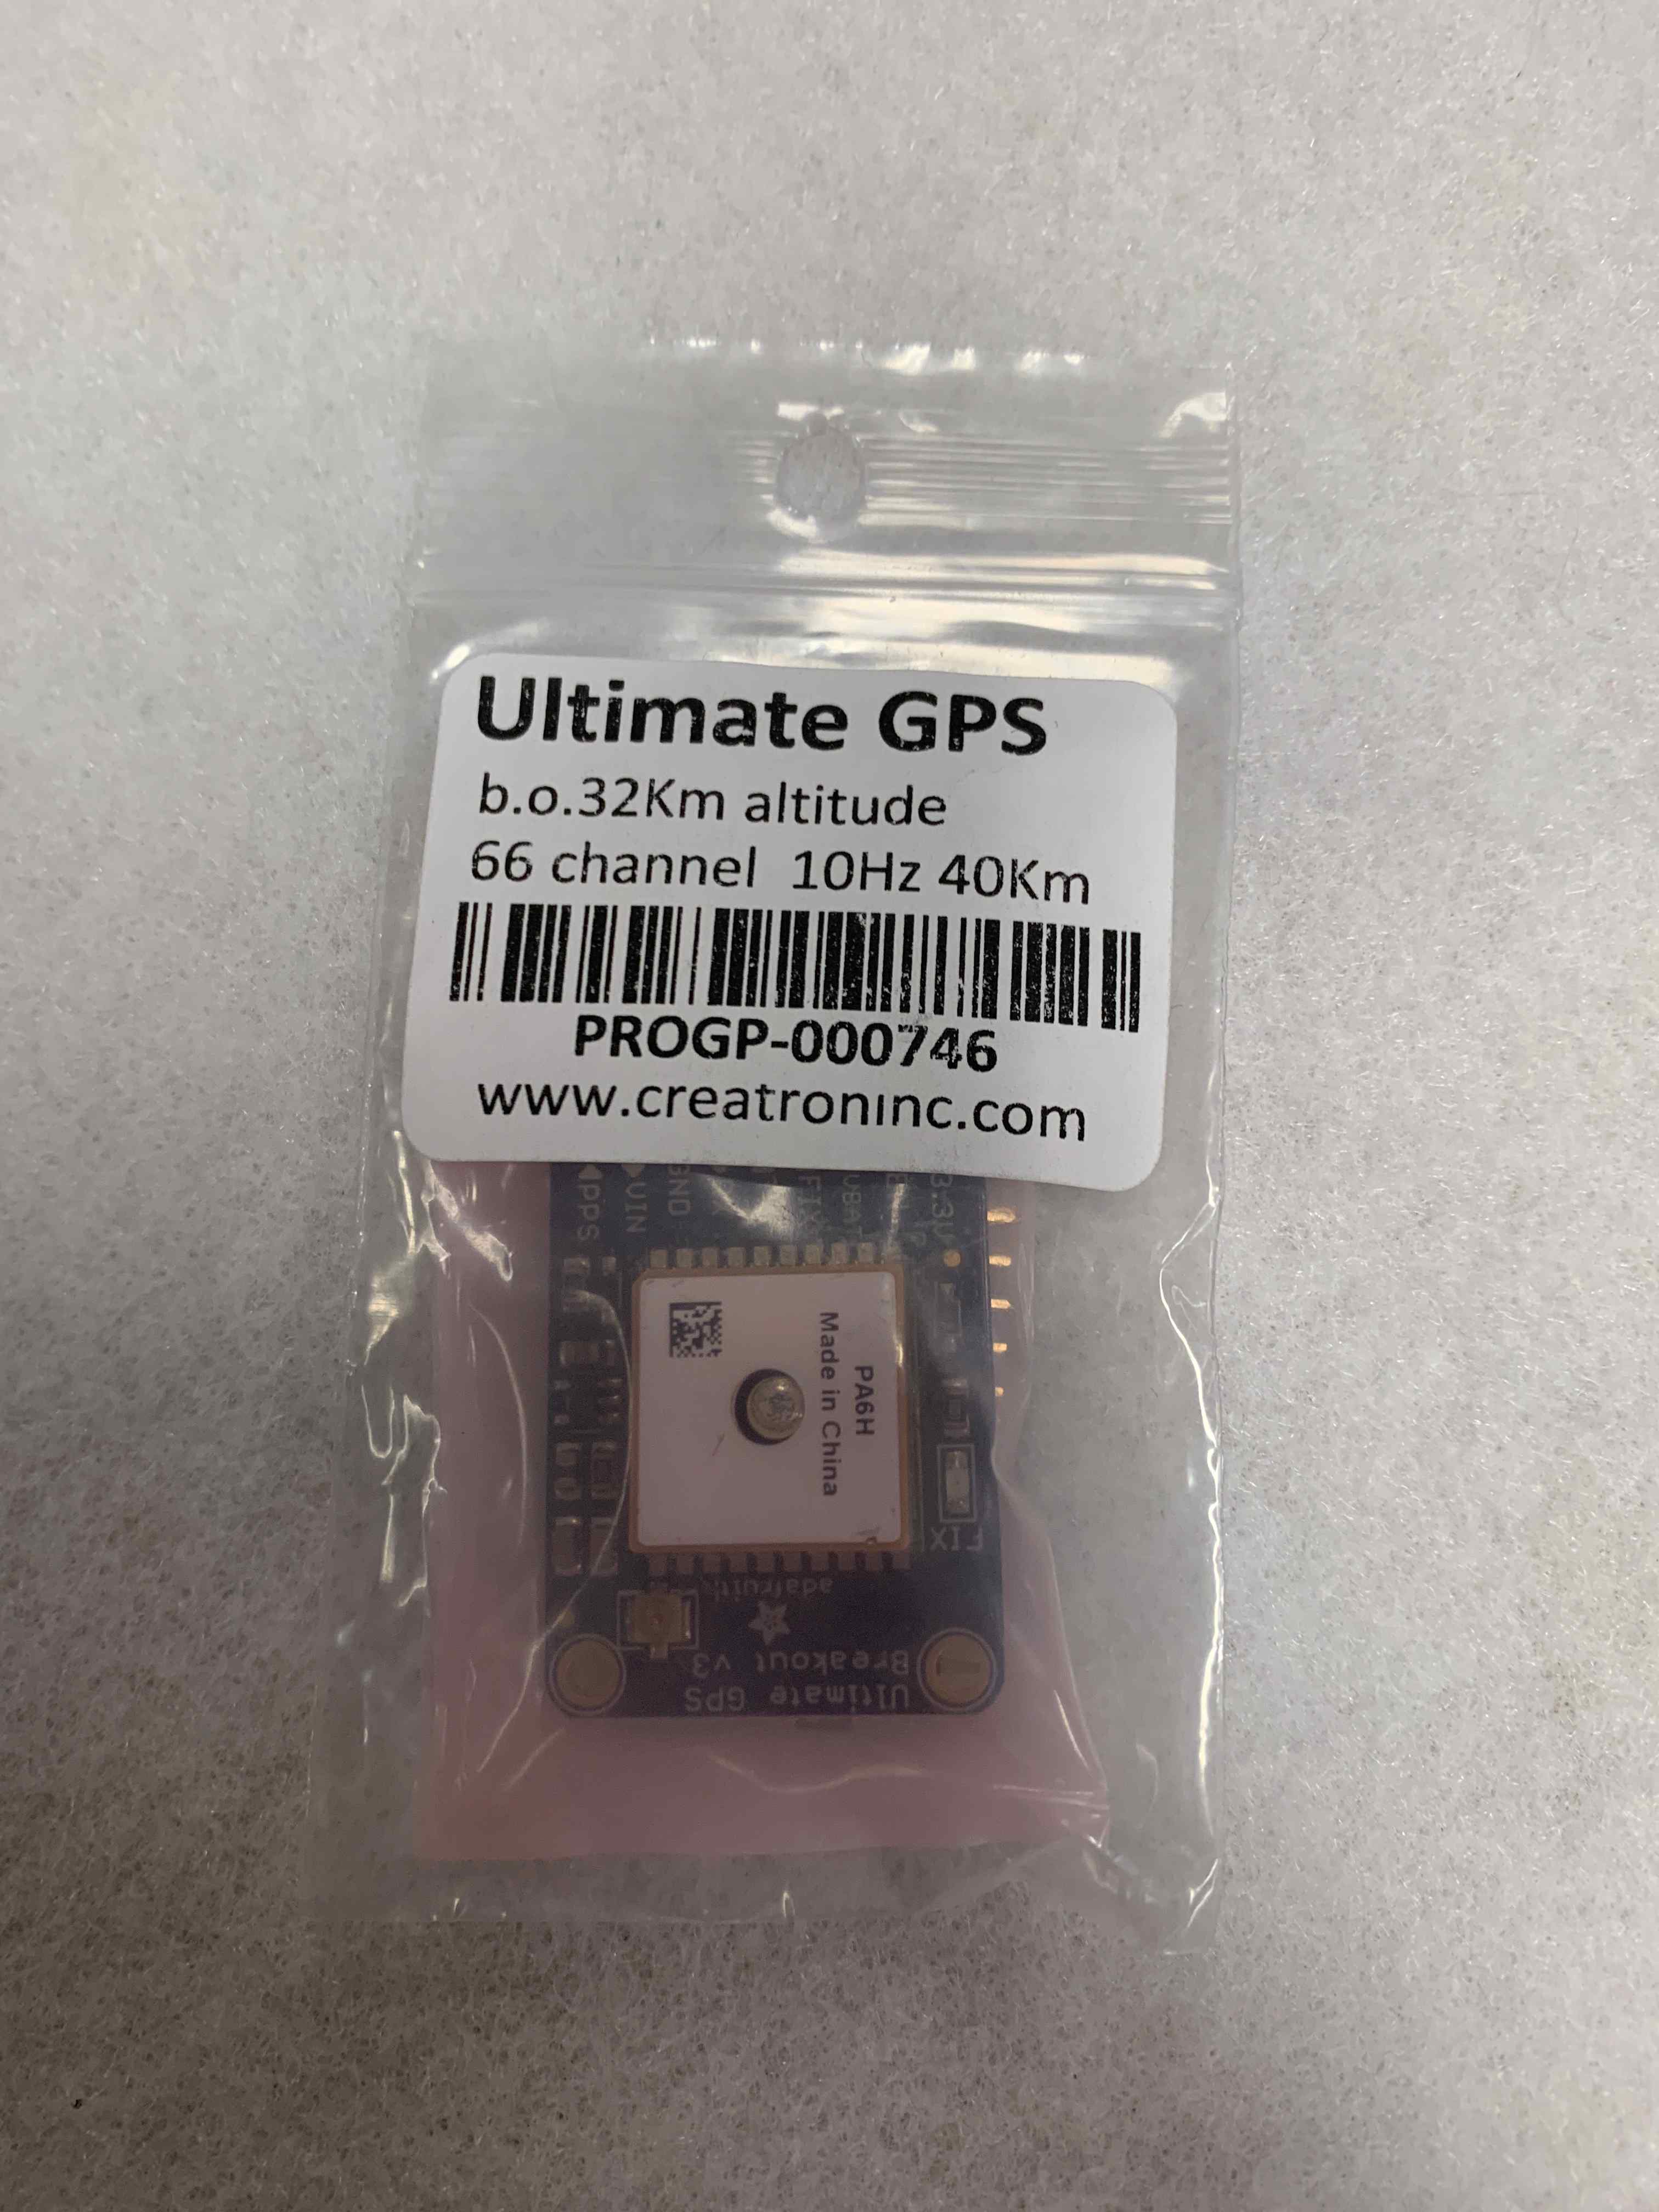 Ultimate GPS
b.o.32Km altitude
66 channel 10Hz 40Km
PROGP-000746
www.creatroninc.com
PPS
VIN
GND
FIX
VBAT
3.3V
PA6H
Made in China
FIX
adafruit
Ultimate GPS
Breakout v3